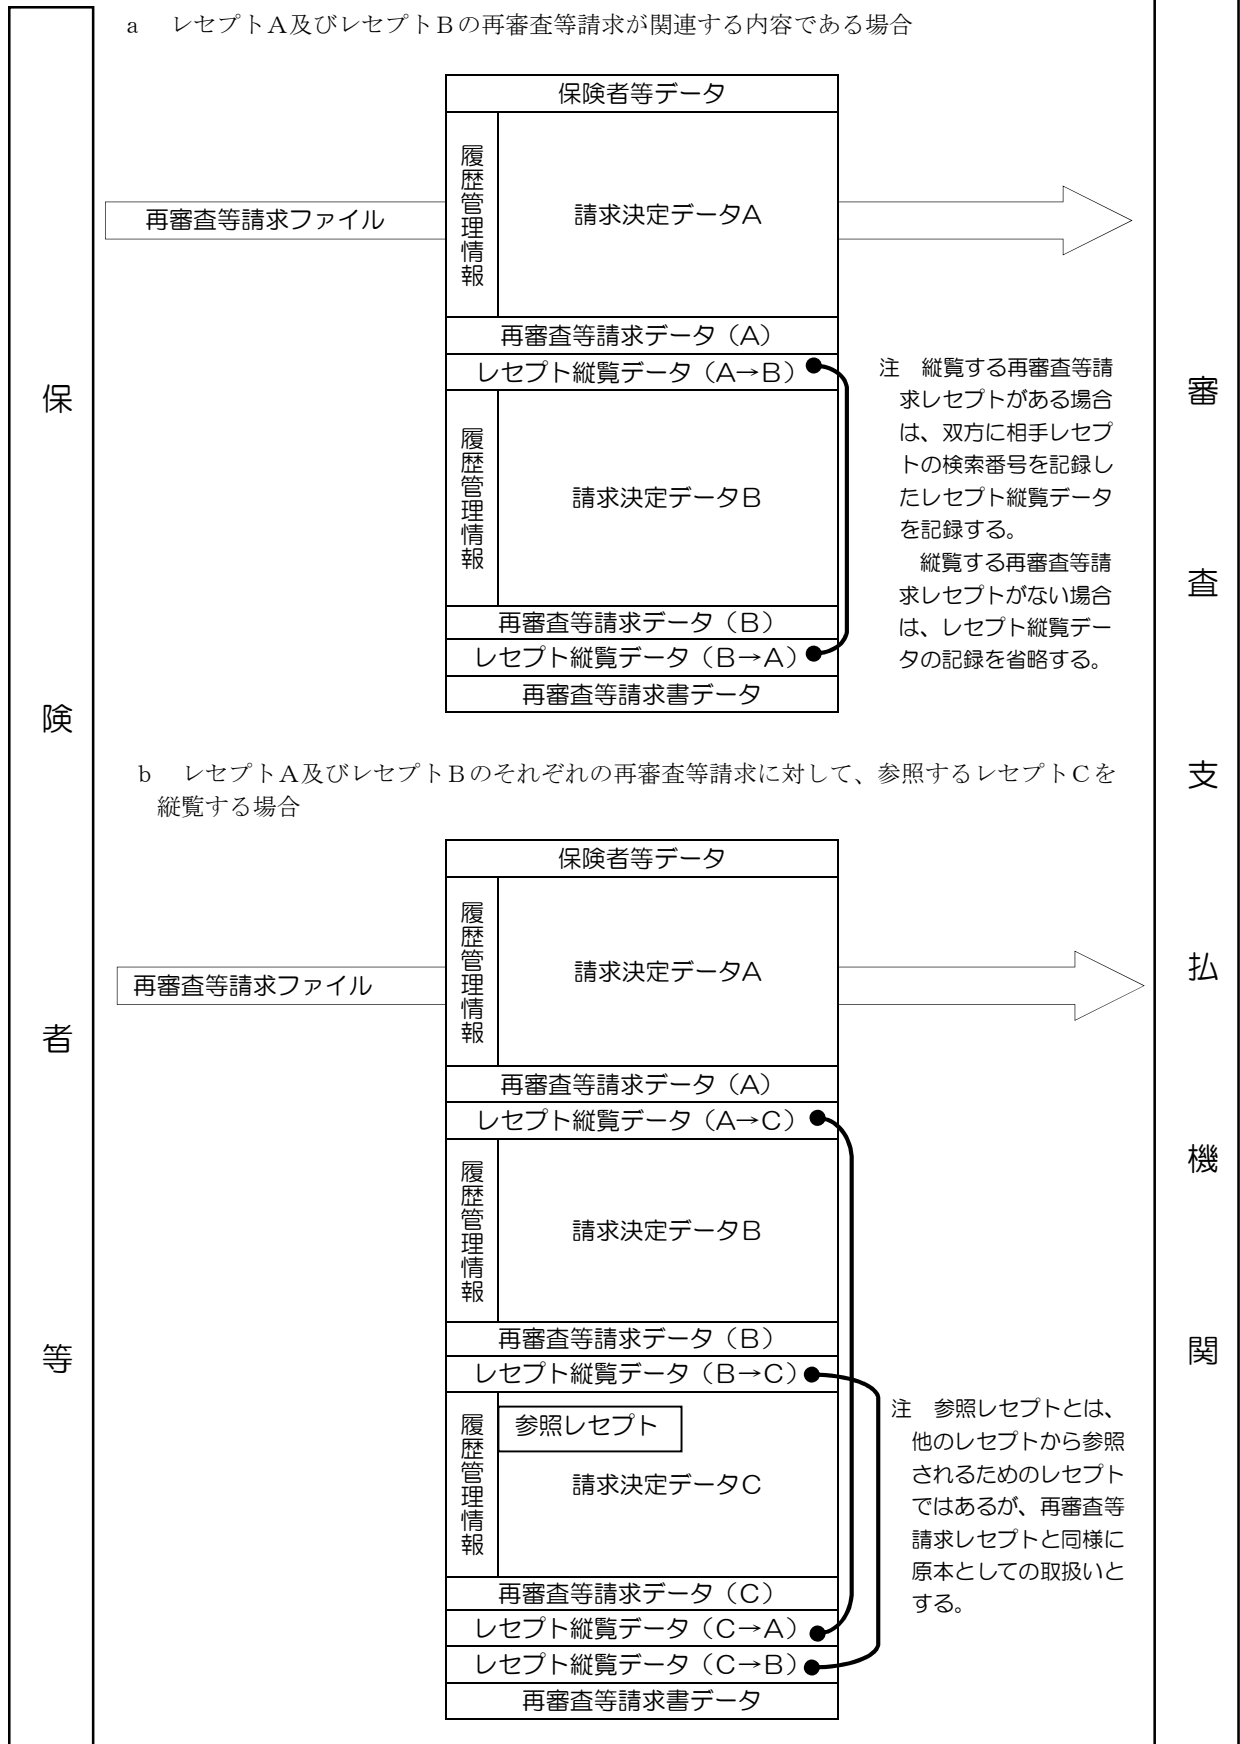 保険者等
審査支払機関
a　レセプトA及びレセプトBの再審査等請求が関連する内容である場合
再審査等請求ファイル
保険者等データ
履歴管理情報
請求決定データA
再審査等請求データ（A）
レセプト縦覧データ（A→B）
履歴管理情報
請求決定データB
再審査等請求データ（B）
レセプト縦覧データ（B→A）
再審査等請求書データ
注　縦覧する再審査等請
求レセプトがある場合
は、双方に相手レセプ
トの検索番号を記録し
たレセプト縦覧データ
を記録する。
縦覧する再審査等請
求レセプトがない場合
は、レセプト縦覧デー
タの記録を省略する。
b　レセプトA及びレセプトBのそれぞれの再審査等請求に対して、参照するレセプトCを
縦覧する場合
再審査等請求ファイル
保険者等データ
履歴管理情報
請求決定データA
再審査等請求データ（A）
レセプト縦覧データ（A→C）
履歴管理情報
請求決定データB
再審査等請求データ（B）
レセプト縦覧データ（B→C）
履歴管理情報
参照レセプト
請求決定データC
再審査等請求データ（C）
レセプト縦覧データ（C→A）
レセプト縦覧データ（C→B）
再審査等請求書データ
注　参照レセプトとは、
他のレセプトから参照
されるためのレセプト
ではあるが、再審査等
請求レセプトと同様に
原本としての取扱いと
する。